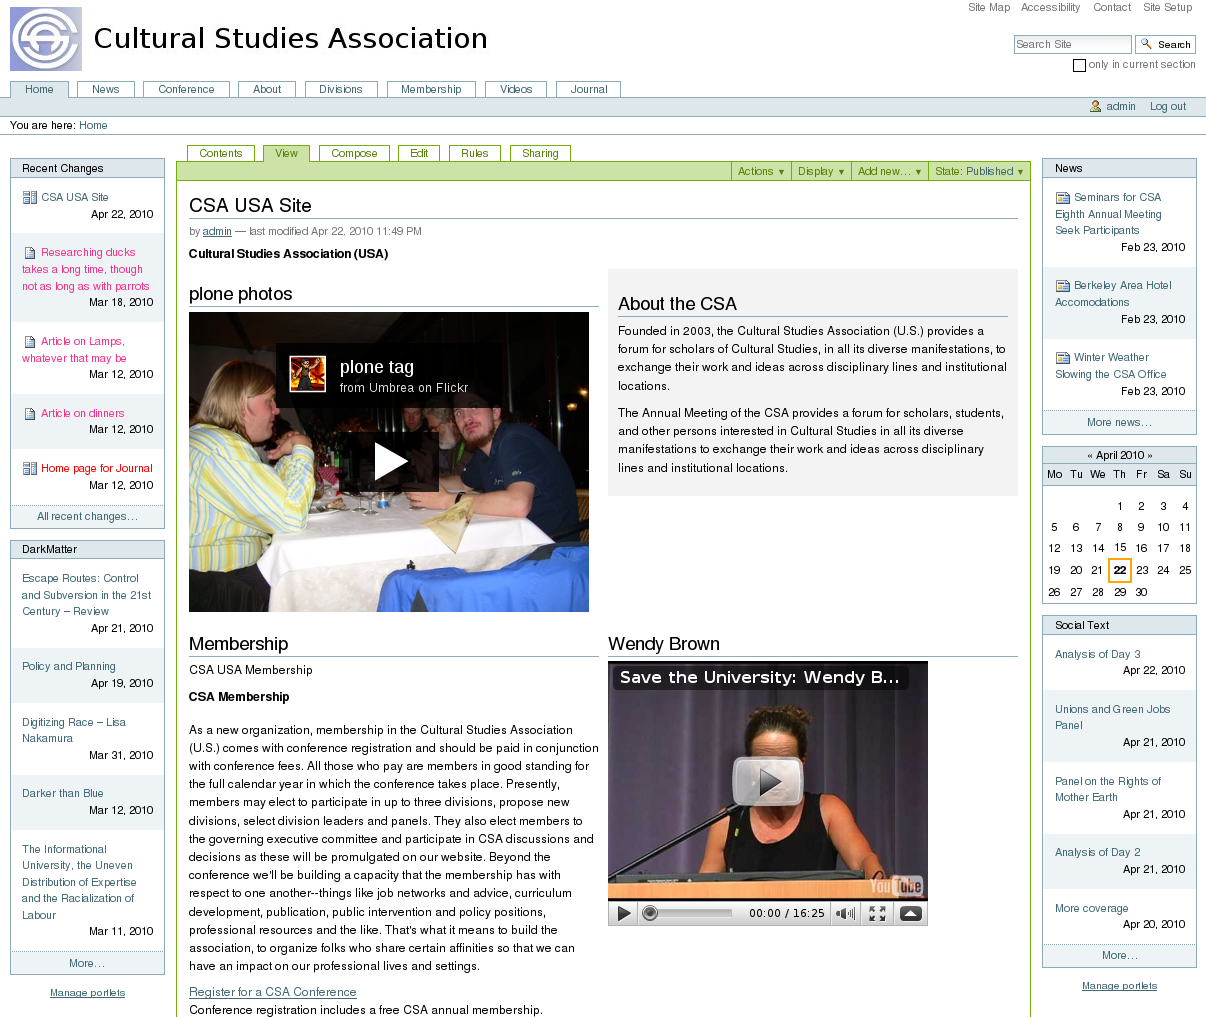 Site Map Accessibility Contact Site Setup
Cultural Studies Association
Search Site Search
only in current section
Home News Conference About Divisions Membership Videos Journal
admin Log out
You are here: Home
Recent Changes
CSA USA Site
Apr 22, 2010
Researching ducks
takes a long time, though
not as long as with parrots
Mar 18, 2010
Article on Lamps,
whatever that may be
Mar 12, 2010
Article on dinners
Mar 12, 2010
Home page for Journal
Mar 12, 2010
All recent changes…
DarkMatter
Escape Routes: Control
and Subversion in the 21st
Century – Review
Apr 21, 2010
Policy and Planning
Apr 19, 2010
Digitizing Race – Lisa
Nakamura
Mar 31, 2010
Darker than Blue
Mar 12, 2010
The Informational
University, the Uneven
Distribution of Expertise
and the Racialization of
Labour
Mar 11, 2010
More…
Manage portlets
Contents View Compose Edit Rules Sharing
Actions ▼ Display ▼ Add new… ▼ State: Published ▼
CSA USA Site
by admin — last modified Apr 22, 2010 11:49 PM
Cultural Studies Association (USA)
plone photos
plone tag
from Umbrea on Flickr
About the CSA
Founded in 2003, the Cultural Studies Association (U.S.) provides a
forum for scholars of Cultural Studies, in all its diverse manifestations, to
exchange their work and ideas across disciplinary lines and institutional
locations.
The Annual Meeting of the CSA provides a forum for scholars, students,
and other persons interested in Cultural Studies in all its diverse
manifestations to exchange their work and ideas across disciplinary
lines and institutional locations.
Membership
CSA USA Membership
CSA Membership
As a new organization, membership in the Cultural Studies Association
(U.S.) comes with conference registration and should be paid in conjunction
with conference fees. All those who pay are members in good standing for
the full calendar year in which the conference takes place. Presently,
members may elect to participate in up to three divisions, propose new
divisions, select division leaders and panels. They also elect members to
the governing executive committee and participate in CSA discussions and
decisions as these will be promulgated on our website. Beyond the
conference we'll be building a capacity that the membership has with
respect to one another--things like job networks and advice, curriculum
development, publication, public intervention and policy positions,
professional resources and the like. That's what it means to build the
association, to organize folks who share certain affinities so that we can
have an impact on our professional lives and settings.
Register for a CSA Conference
Conference registration includes a free CSA annual membership.
Wendy Brown
Save the University: Wendy B...
YouTube
00:00 / 16:25
News
Seminars for CSA
Eighth Annual Meeting
Seek Participants
Feb 23, 2010
Berkeley Area Hotel
Accomodations
Feb 23, 2010
Winter Weather
Slowing the CSA Office
Feb 23, 2010
More news…
« April 2010 »
Mo Tu We Th Fr Sa Su
1 2 3 4
5 6 7 8 9 10 11
12 13 14 15 16 17 18
19 20 21 22 23 24 25
26 27 28 29 30
Social Text
Analysis of Day 3
Apr 22, 2010
Unions and Green Jobs
Panel
Apr 21, 2010
Panel on the Rights of
Mother Earth
Apr 21, 2010
Analysis of Day 2
Apr 21, 2010
More coverage
Apr 20, 2010
More…
Manage portlets